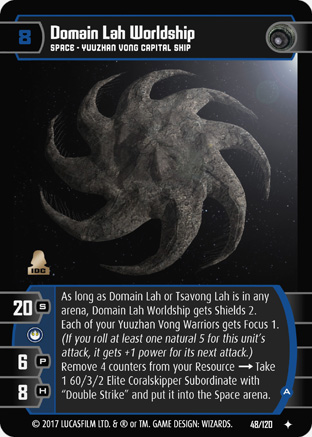 8
Domain Lah Worldship
SPACE - YUUZHAN VONG CAPITAL SHIP
IDC
20 S
6 P
8 H
As long as Domain Lah or Tsavong Lah is in any
arena, Domain Lah Worldship gets Shields 2.
Each of your Yuuzhan Vong Warriors gets Focus 1.
(If you roll at least one natural 5 for this unit's
attack, it gets +1 power for its next attack.)
Remove 4 counters from your Resource → Take
1 60/3/2 Elite Coralskipper Subordinate with
"Double Strike" and put it into the Space arena.
A
© 2017 LUCASFILM LTD. & ® or TM. GAME DESIGN: WIZARDS. 48/120